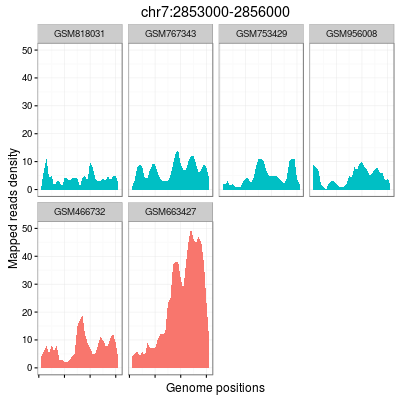 chr7:2853000-2856000
GSM818031 GSM767343 GSM753429 GSM956008
50
40
30
20
10
0
Mapped reads density
GSM466732 GSM663427
50
40
30
20
10
0
Genome positions